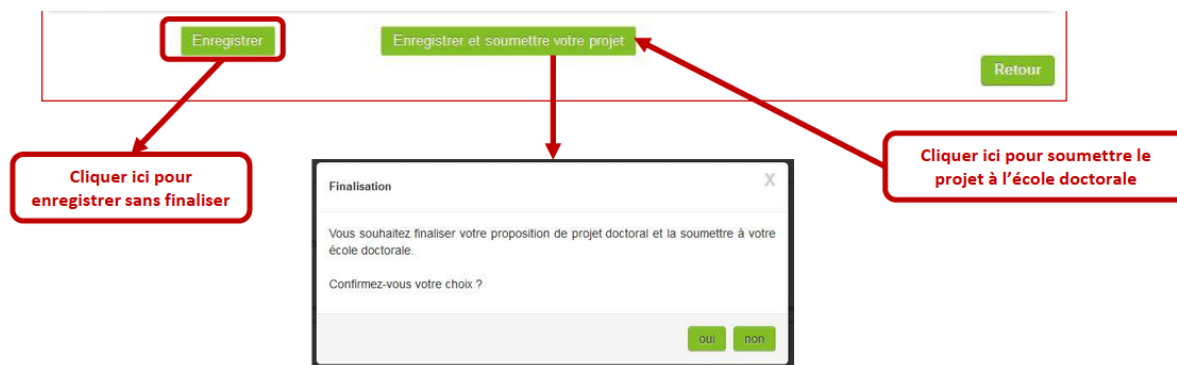 Enregistrer
Enregistrer et soumettre votre projet
Retour
Cliquer ici pour
enregistrer sans finaliser
Cliquer ici pour soumettre le
projet à l'école doctorale
Finalisation
X
Vous souhaitez finaliser votre proposition de projet doctoral et la soumettre à votre
école doctorale.
Confirmez-vous votre choix ?
oui
non